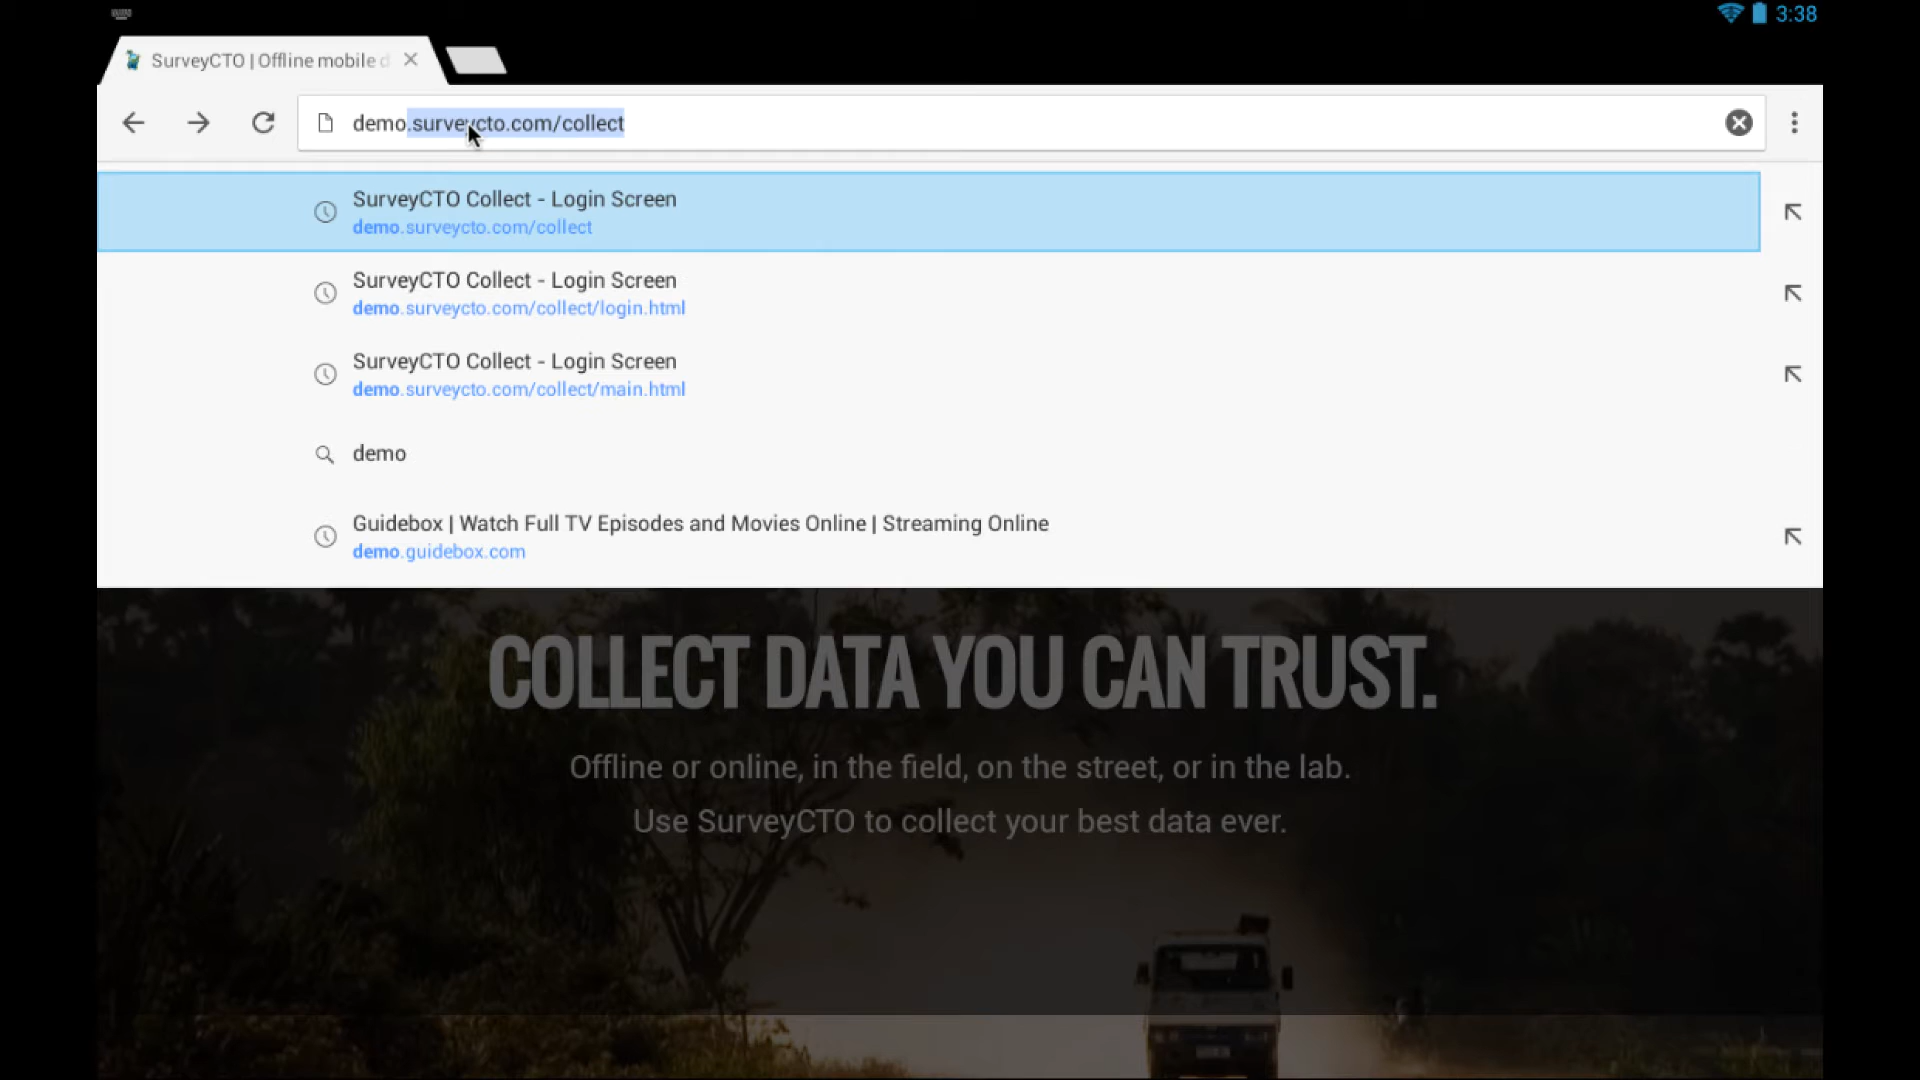 3:38
SurveyCTO | Offline mobile d
demo.surveycto.com/collect
SurveyCTO Collect - Login Screen
demo.surveycto.com/collect
SurveyCTO Collect - Login Screen
demo.surveycto.com/collect/login.html
SurveyCTO Collect - Login Screen
demo.surveycto.com/collect/main.html
demo
Guidebox | Watch Full TV Episodes and Movies Online | Streaming Online
demo.guidebox.com
COLLECT DATA YOU CAN TRUST.
Offline or online, in the field, on the street, or in the lab.
Use SurveyCTO to collect your best data ever.